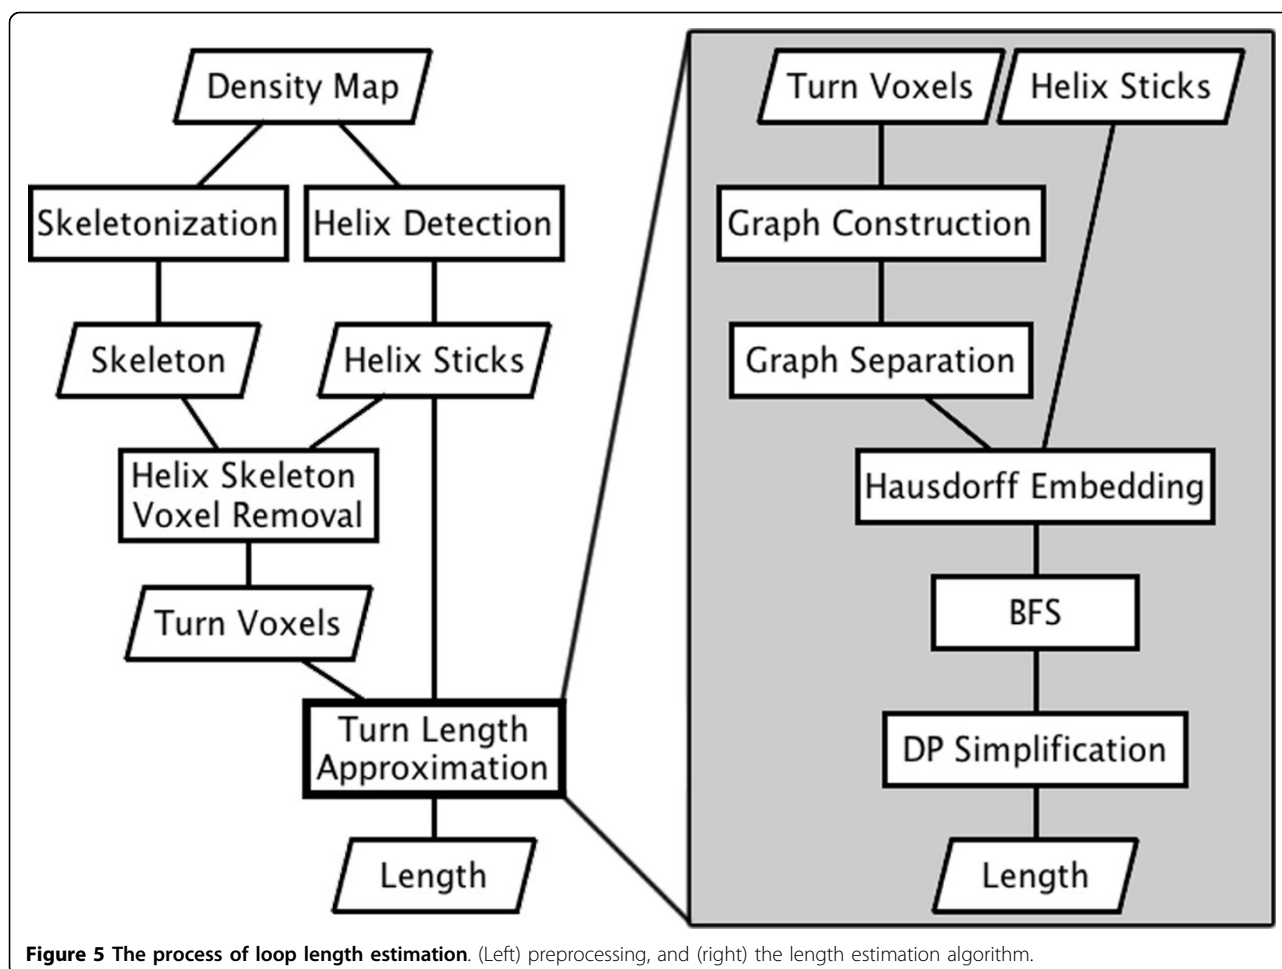 Density Map
Skeletonization
Helix Detection
Skeleton
Helix Sticks
Helix Skeleton
Voxel Removal
Turn Voxels
Turn Length
Approximation
Length
Turn Voxels
Helix Sticks
Graph Construction
Graph Separation
Hausdorff Embedding
BFS
DP Simplification
Length
Figure 5 The process of loop length estimation. (Left) preprocessing, and (right) the length estimation algorithm.